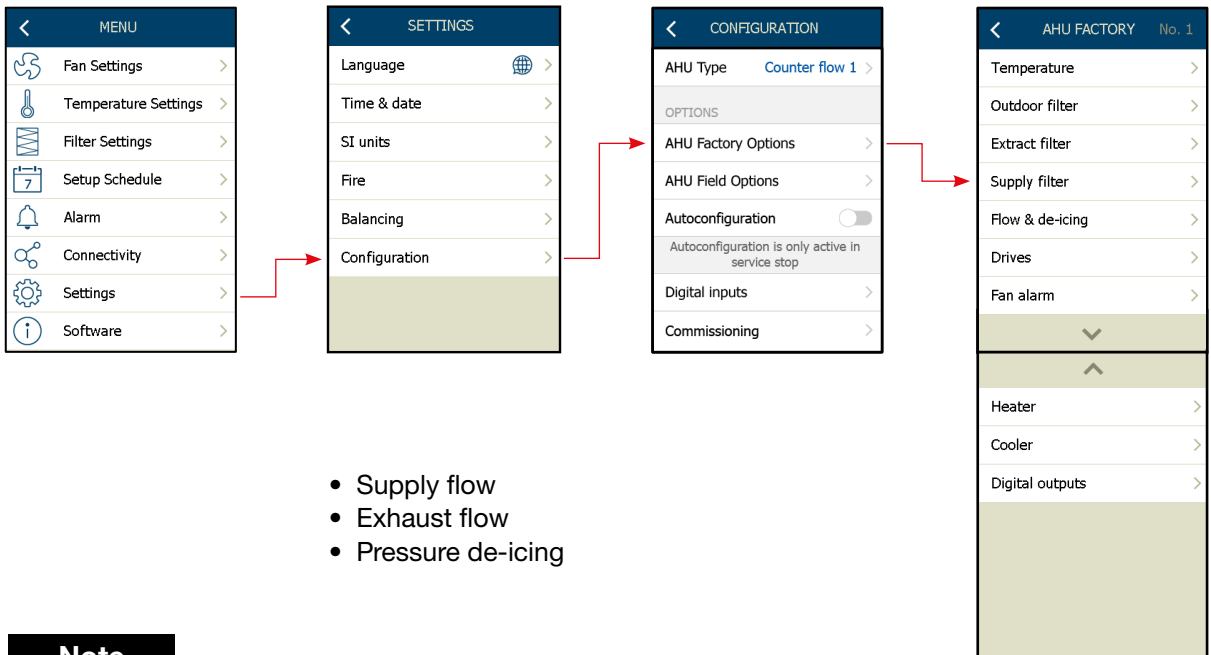 MENU
Fan Settings
Temperature Settings
Filter Settings
7
Setup Schedule
Alarm
Connectivity
Settings
i
Software
SETTINGS
Language
Time & date
SI units
Fire
Balancing
Configuration
CONFIGURATION
AHU Type Counter flow 1
OPTIONS
AHU Factory Options
AHU Field Options
Autoconfiguration
Autoconfiguration is only active in
service stop
Digital inputs
Commissioning
AHU FACTORY No. 1
Temperature
Outdoor filter
Extract filter
Supply filter
Flow & de-icing
Drives
Fan alarm
Heater
Cooler
Digital outputs
• Supply flow
• Exhaust flow
• Pressure de-icing
Note